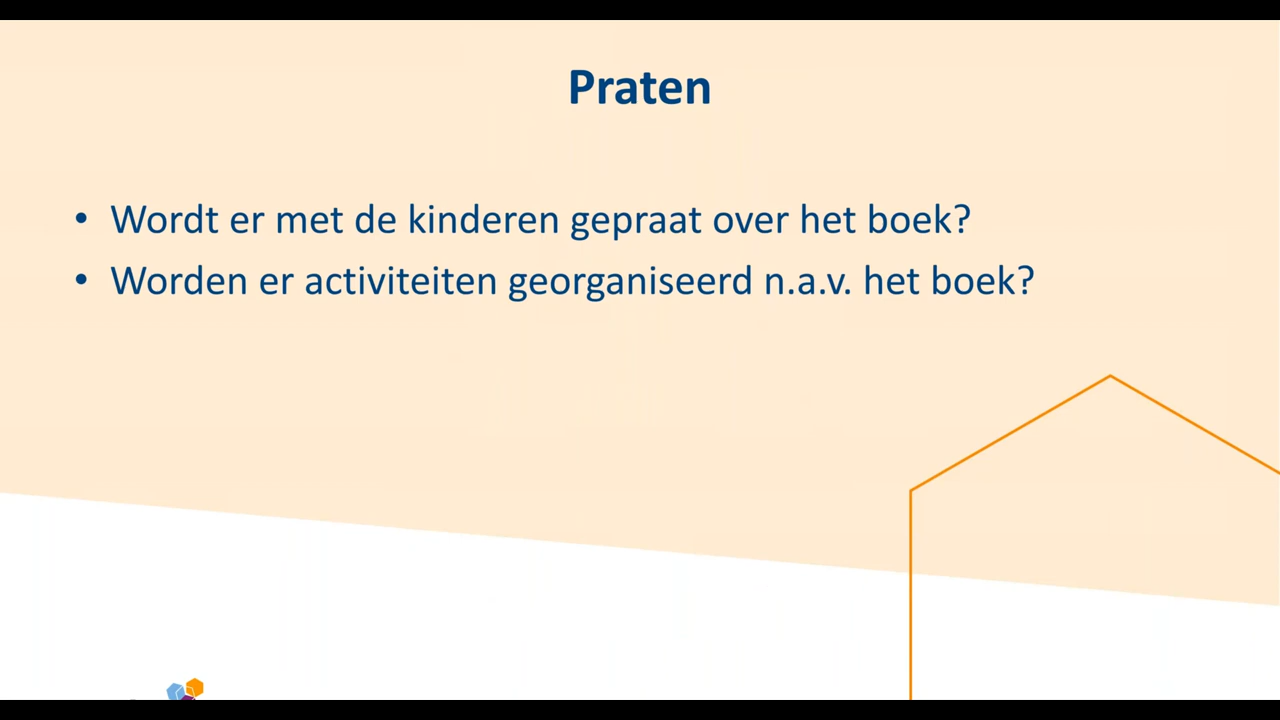 Praten
• Wordt er met de kinderen gepraat over het boek?
• Worden er activiteiten georganiseerd n.a.v. het boek?